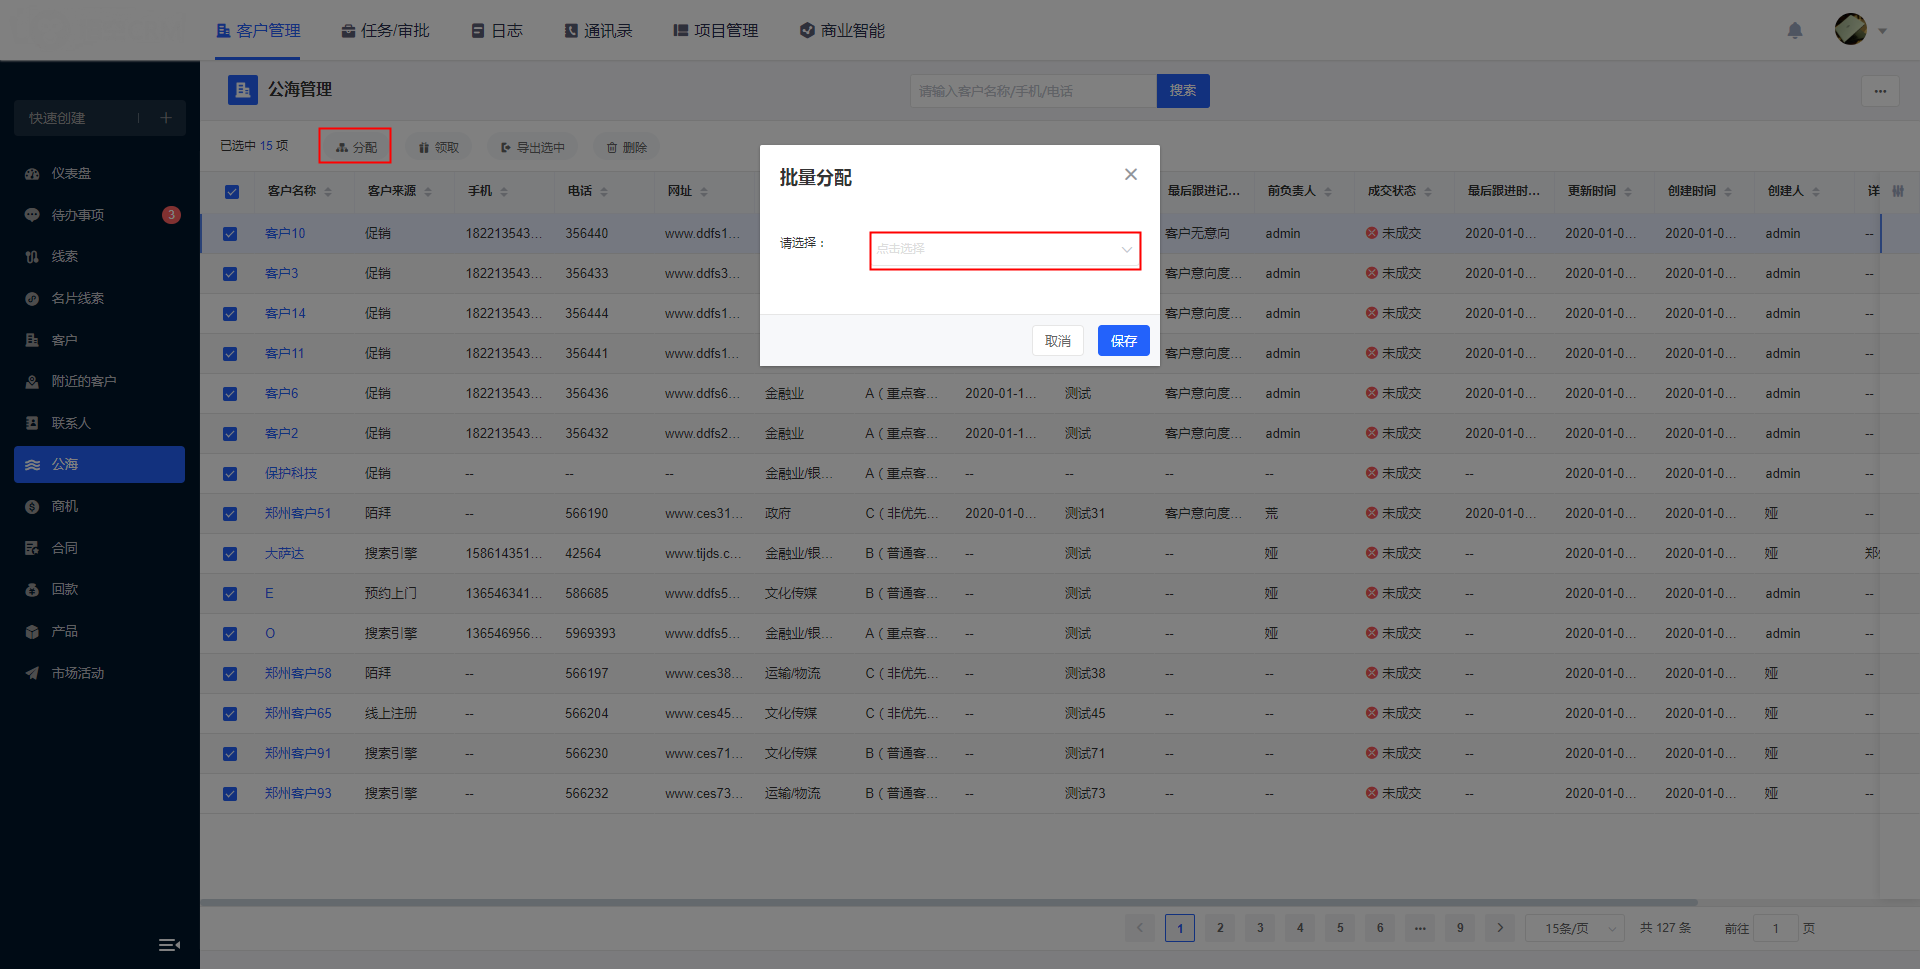 客户管理 任务/审批 日志 通讯录 项目管理 商业智能
公海管理 请输入客户名称/手机/电话 搜索
快速创建
仪表盘
待办事项 3
线索
名片线索
客户
附近的客户
联系人
公海
商机
合同
回款
产品
市场活动
已选中 15 项 分配 领取 导出选中 删除
批量分配
请选择： 点击选择
取消 保存
客户名称 客户来源 手机 电话 网址 最后跟进记... 前负责人 成交状态 最后跟进时... 更新时间 创建时间 创建人 详
客户10 促销 182213543... 356440 www.ddfs1... 客户无意向 admin 未成交 2020-01-0... 2020-01-0... 2020-01-0... admin --
客户3 促销 182213543... 356433 www.ddfs3... 客户意向度... admin 未成交 2020-01-0... 2020-01-0... 2020-01-0... admin --
客户14 促销 182213543... 356444 www.ddfs1... 客户意向度... admin 未成交 2020-01-0... 2020-01-0... 2020-01-0... admin --
客户11 促销 182213543... 356441 www.ddfs1... 客户意向度... admin 未成交 2020-01-0... 2020-01-0... 2020-01-0... admin --
客户6 促销 182213543... 356436 www.ddfs6... 金融业 A（重点客... 2020-01-1... 测试 客户意向度... admin 未成交 2020-01-0... 2020-01-0... 2020-01-0... admin --
客户2 促销 182213543... 356432 www.ddfs2... 金融业 A（重点客... 2020-01-1... 测试 客户意向度... admin 未成交 2020-01-0... 2020-01-0... 2020-01-0... admin --
保护科技 促销 -- -- -- 金融业/银... A（重点客... -- -- -- -- 未成交 -- 2020-01-0... 2020-01-0... admin --
郑州客户51 陌拜 -- 566190 www.ces31... 政府 C（非优先... 2020-01-0... 测试31 客户意向度... 荒 未成交 2020-01-0... 2020-01-0... 2020-01-0... 娅 --
大萨达 搜索引擎 158614351... 42564 www.tijds.c... 金融业/银... B（普通客... -- 测试 -- 娅 未成交 -- 2020-01-0... 2020-01-0... 娅
E 预约上门 136546341... 586685 www.ddfs5... 文化传媒 B（普通客... -- 测试 -- 娅 未成交 -- 2020-01-0... 2020-01-0... admin --
O 搜索引擎 136546956... 5969393 www.ddfs5... 金融业/银... A（重点客... -- 测试 -- 娅 未成交 -- 2020-01-0... 2020-01-0... admin --
郑州客户58 陌拜 -- 566197 www.ces38... 运输/物流 C（非优先... -- 测试38 -- -- 未成交 -- 2020-01-0... 2020-01-0... 娅 --
郑州客户65 线上注册 -- 566204 www.ces45... 文化传媒 C（非优先... -- 测试45 -- -- 未成交 -- 2020-01-0... 2020-01-0... 娅 --
郑州客户91 搜索引擎 -- 566230 www.ces71... 文化传媒 B（普通客... -- 测试71 -- -- 未成交 -- 2020-01-0... 2020-01-0... 娅 --
郑州客户93 搜索引擎 -- 566232 www.ces73... 运输/物流 B（普通客... -- 测试73 -- -- 未成交 -- 2020-01-0... 2020-01-0... 娅 --
1 2 3 4 5 6 ... 9 15条/页 共 127 条 前往 1 页